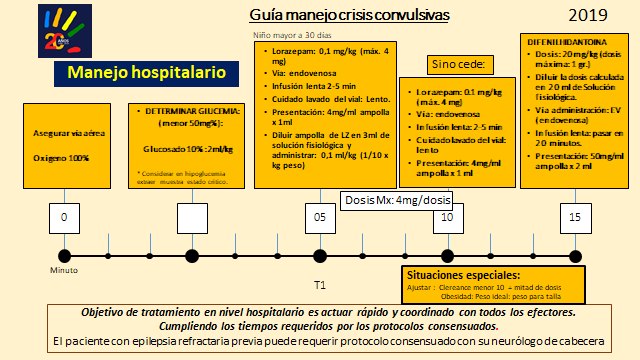 Guía manejo crisis convulsivas
2019
20 AÑOS
Manejo hospitalario
Niño mayor a 30 días
Asegurar vía aérea
Oxigeno 100%
• DETERMINAR GLUCEMIA:
(menor 50mg%):
Glucosado 10% :2ml/kg
* Considerar en hipoglucemia
extraer muestra estado crítico.
• Lorazepam: 0,1 mg/kg (máx. 4
mg)
• Vía: endovenosa
• Infusión lenta 2-5 min
• Cuidado lavado del vial: Lento.
• Presentación: 4mg/ml ampolla
x 1ml
• Diluir ampolla de LZ en 3ml de
solución fisiológica y
administrar: 0,1 ml/kg (1/10 x
kg peso)
Sino cede:
• Lorazepam: 0.1 mg/kg
(máx. 4 mg)
• Vía: endovenosa
• Infusión lenta: 2-5 min
• Cuidado lavado del vial:
lento
• Presentación: 4mg/ml
ampolla x 1 ml
DIFENILHIDANTOINA
• Dosis: 20mg/kg (dosis
máxima: 1 gr.)
• Diluir la dosis calculada
en 20 ml de Solución
fisiológica.
• Vía administración: EV
(endovenosa)
• Infusión lenta: pasar en
20 minutos.
• Presentación: 50mg/ml
ampolla x 2 ml
Dosis Mx: 4mg/dosis
0
05
10
15
Minuto
T1
Situaciones especiales:
Ajustar : Clereance menor 10 = mitad de dosis
Obesidad: Peso ideal: peso para talla
Objetivo de tratamiento en nivel hospitalario es actuar rápido y coordinado con todos los efectores.
Cumpliendo los tiempos requeridos por los protocolos consensuados.
El paciente con epilepsia refractaria previa puede requerir protocolo consensuado con su neurólogo de cabecera